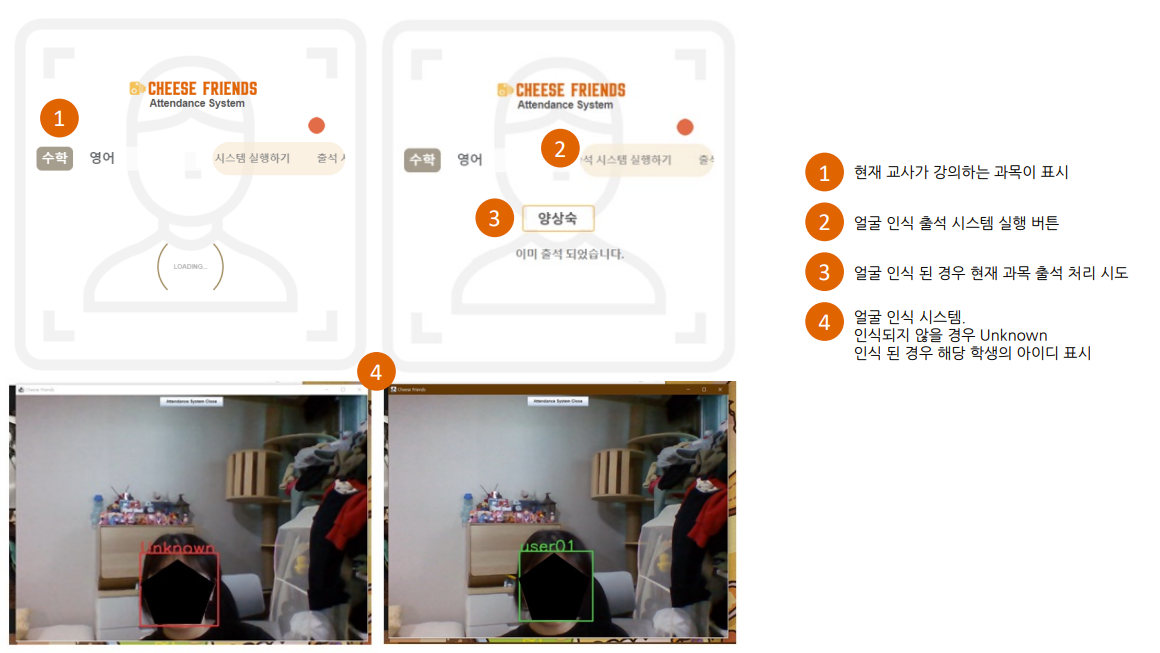 CHEESE FRIENDS
Attendance System
1
수학 영어
시스템 실행하기 출석
LOADING...
CHEESE FRIENDS
Attendance System
2
수학 영어
시스템 실행하기
3
양상숙
이미 출석 되었습니다.
1 현재 교사가 강의하는 과목이 표시
2 얼굴 인식 출석 시스템 실행 버튼
3 얼굴 인식 된 경우 현재 과목 출석 처리 시도
4 얼굴 인식 시스템.
인식되지 않을 경우 Unknown
인식 된 경우 해당 학생의 아이디 표시
4
Cheese Friends
Attendance System Close
Unknown
Cheese Friends
Attendance System Close
user01